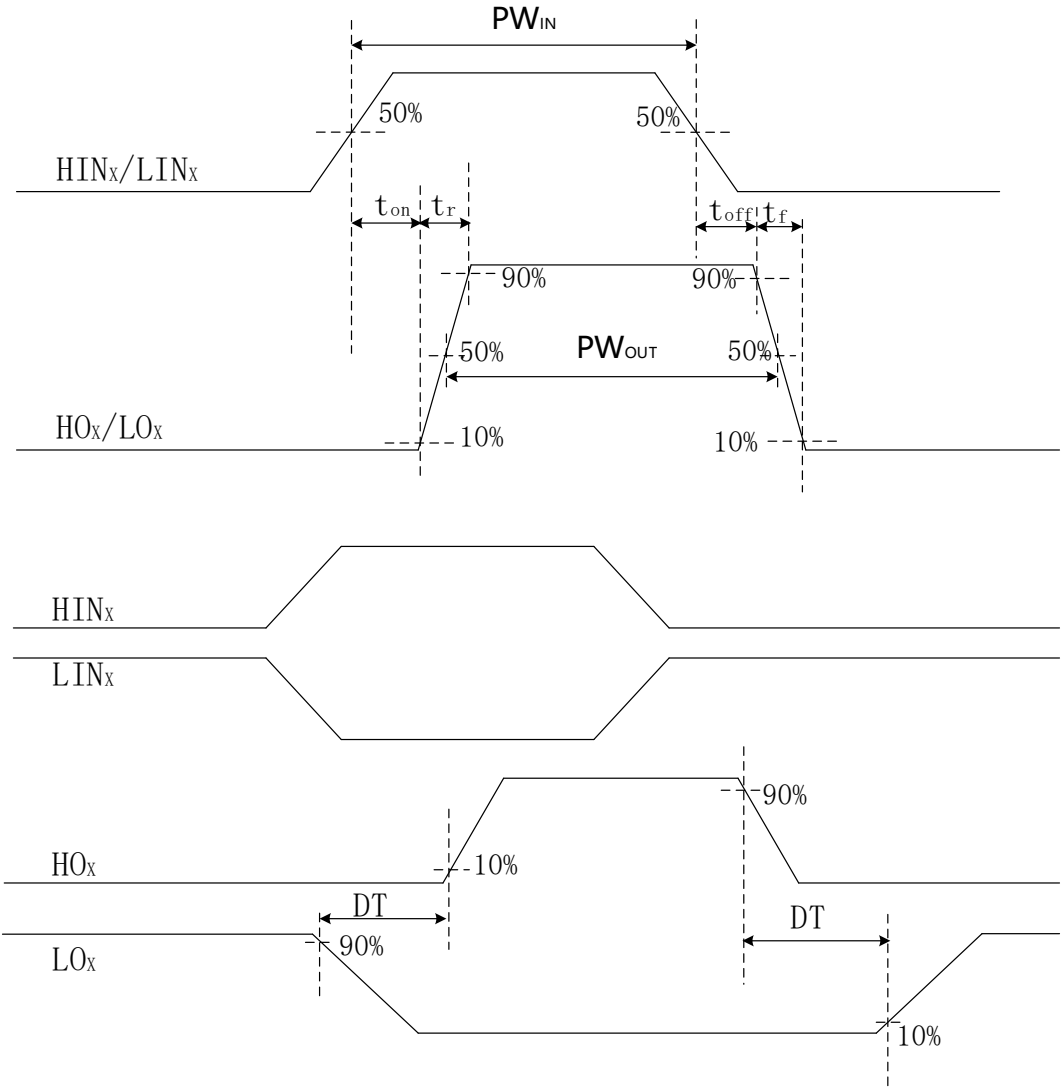 PWIN
50% 50%
HINX/LINX
ton tr toff tf
90% 90%
50% PWOUT 50%
HOX/LOX 10% 10%
HINX
LINX
90%
HOX 10%
DT DT
LOX 90%
10%